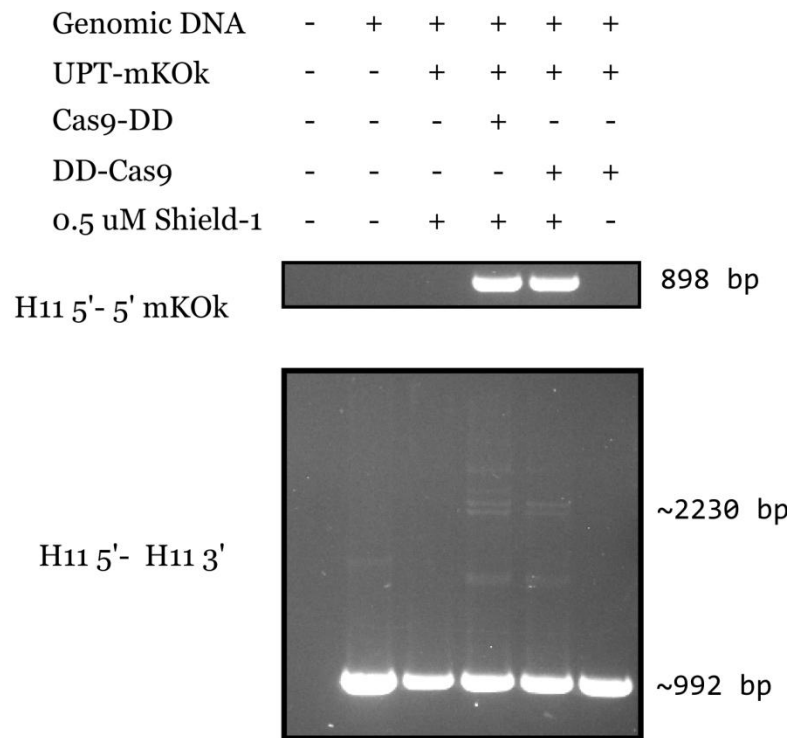 Genomic DNA - + + + + +
UPT-mKOk - - + + + +
Cas9-DD - - - + - -
DD-Cas9 - - - - + +
0.5 uM Shield-1 - - + + + -
898 bp
H11 5'- 5' mKOk
~2230 bp
H11 5'- H11 3'
~992 bp